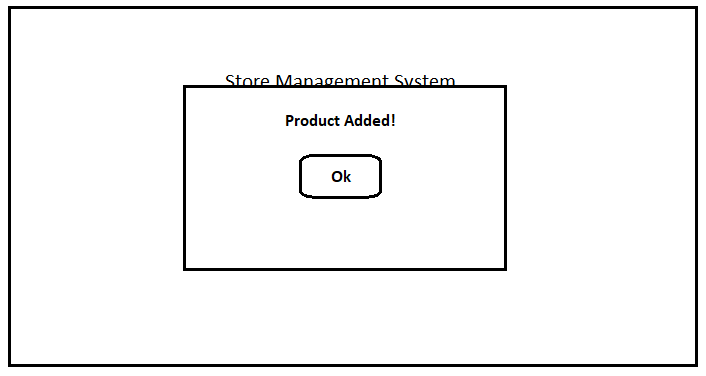 Store Management System
Product Added!
Ok